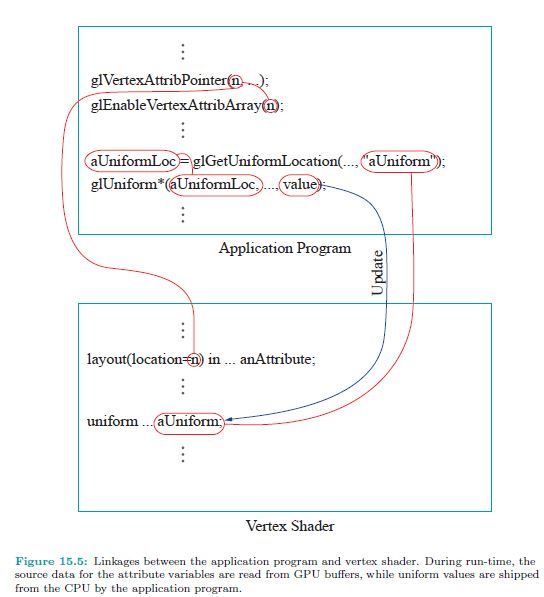 ⋮
glVertexAttribPointer(n, ...);
glEnableVertexAttribArray(n);
⋮
aUniformLoc = glGetUniformLocation(..., "aUniform");
glUniform*(aUniformLoc, ..., value);
⋮
Application Program
Update
⋮
layout(location=n) in ... anAttribute;
⋮
uniform ... aUniform;
⋮
Vertex Shader
Figure 15.5: Linkages between the application program and vertex shader. During run-time, the
source data for the attribute variables are read from GPU buffers, while uniform values are shipped
from the CPU by the application program.